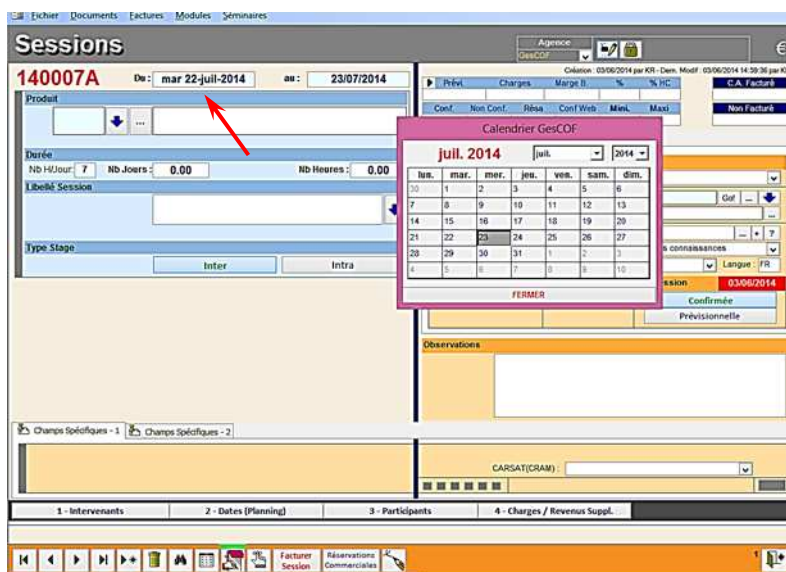 Fichier Documents Factures Modules Séminaires
Sessions
Agence
GesCOF
€
Création : 03/06/2014 par KR - Dern. Modif : 03/06/2014 14:59:36 par K
140007A Du : mar 22-juil-2014 au : 23/07/2014
Prévi. Charges Marge B. % % HC C.A. Facturé
Produit
...
Conf. Non Conf. Résa Conf Web Mini. Maxi Non Facturé
Durée
Nb H/Jour: 7 Nb Jours : 0.00 Nb Heures : 0.00
Libellé Session
Type Stage
Inter Intra
Calendrier GesCOF
juil. 2014 juil. 2014
lun. mar. mer. jeu. ven. sam. dim.
30 1 2 3 4 5 6
7 8 9 10 11 12 13
14 15 16 17 18 19 20
21 22 23 24 25 26 27
28 29 30 31 1 2 3
4 5 6 7 8 9 10
FERMER
Go! ...
...
... + ?
s connaissances
Langue : FR
ession 03/06/2014
Confirmée
Prévisionnelle
Observations
Champs Spécifiques - 1 Champs Spécifiques - 2
CARSAT(CRAM) :
1 - Intervenants 2 - Dates (Planning) 3 - Participants 4 - Charges / Revenus Suppl.
Facturer Session
Réservations Commerciales
1